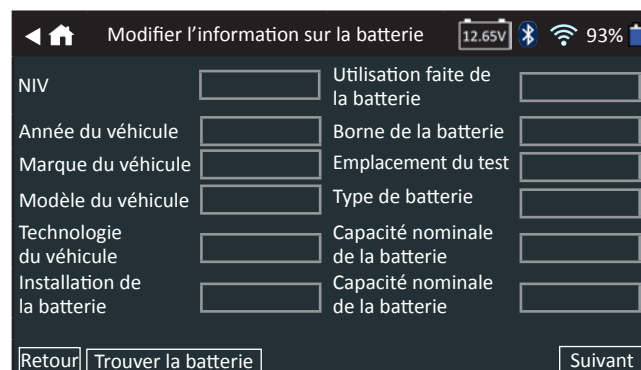 Modifier l’information sur la batterie 12.65V 93%
NIV
Utilisation faite de
la batterie
Année du véhicule
Borne de la batterie
Marque du véhicule
Emplacement du test
Modèle du véhicule
Type de batterie
Technologie
du véhicule
Capacité nominale
de la batterie
Installation de
la batterie
Capacité nominale
de la batterie
Retour Trouver la batterie Suivant